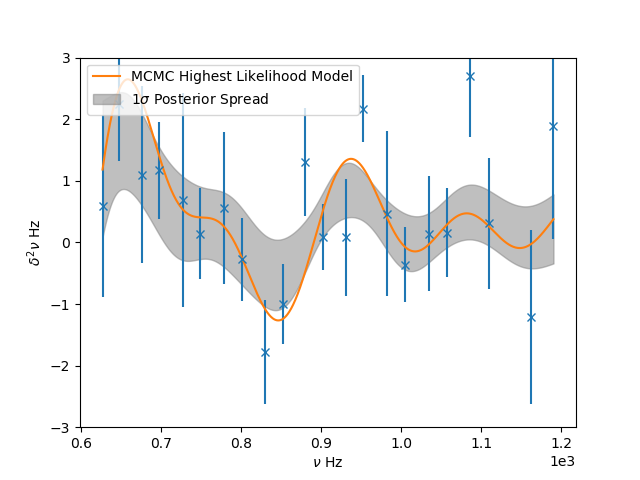 3
2
1
0
−1
−2
−3
δ²ν Hz
MCMC Highest Likelihood Model
1σ Posterior Spread
0.6 0.7 0.8 0.9 1.0 1.1 1.2
1e3
ν Hz